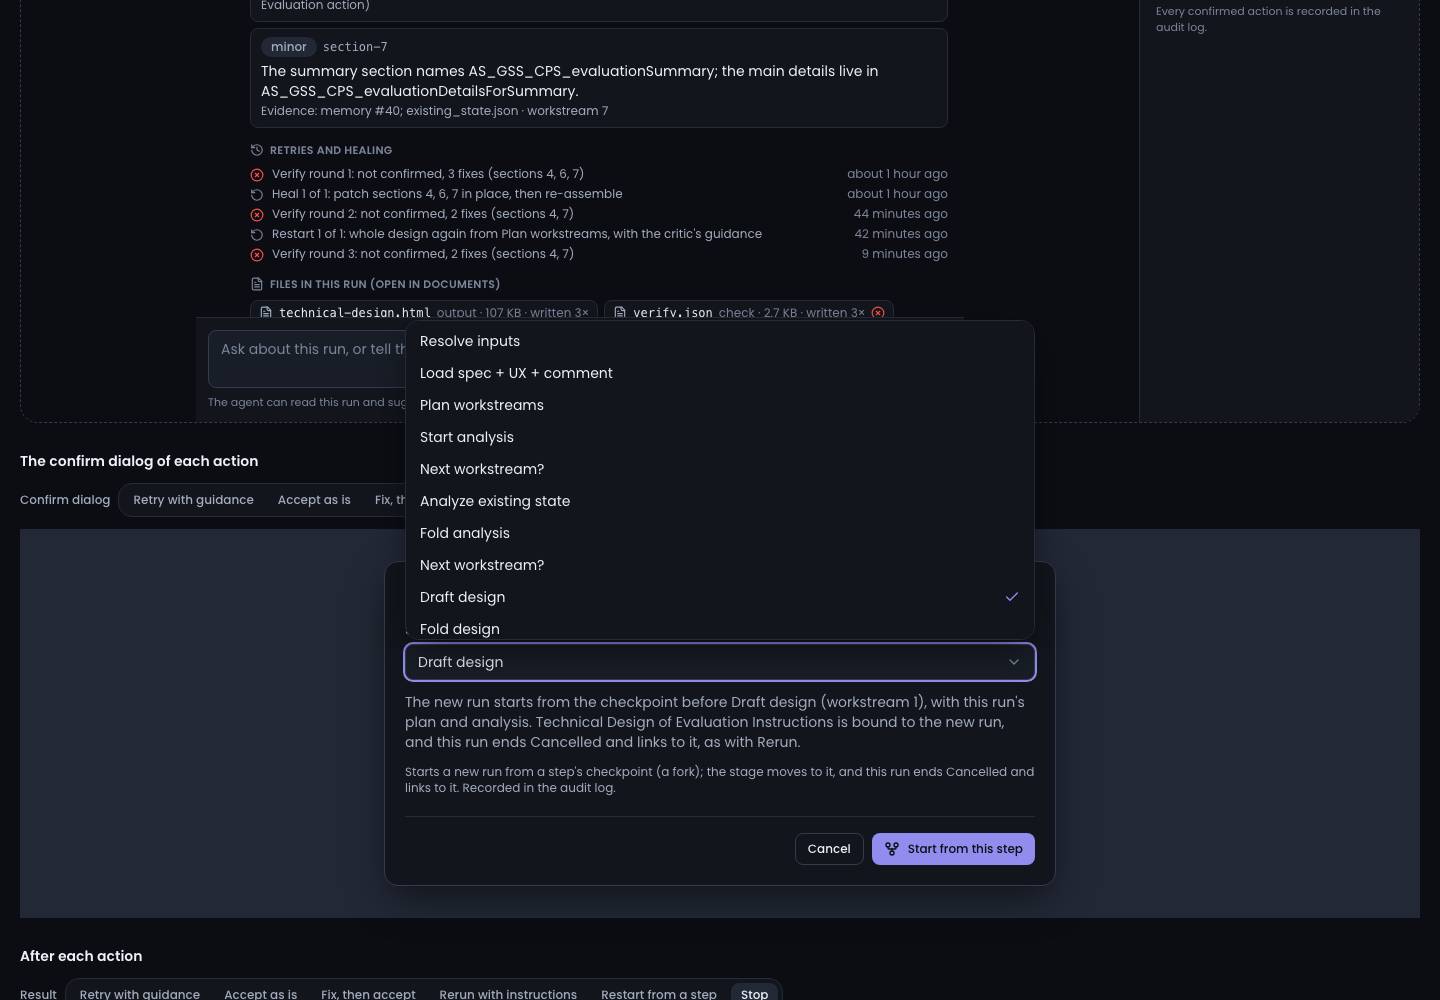 Evaluation action)
Every confirmed action is recorded in the
audit log.
minor section-7
The summary section names AS_GSS_CPS_evaluationSummary; the main details live in
AS_GSS_CPS_evaluationDetailsForSummary.
Evidence: memory #40; existing_state.json · workstream 7
RETRIES AND HEALING
Verify round 1: not confirmed, 3 fixes (sections 4, 6, 7) about 1 hour ago
Heal 1 of 1: patch sections 4, 6, 7 in place, then re-assemble about 1 hour ago
Verify round 2: not confirmed, 2 fixes (sections 4, 7) 44 minutes ago
Restart 1 of 1: whole design again from Plan workstreams, with the critic's guidance 42 minutes ago
Verify round 3: not confirmed, 2 fixes (sections 4, 7) 9 minutes ago
FILES IN THIS RUN (OPEN IN DOCUMENTS)
technical-design.html output · 107 KB · written 3× verify.json check · 2.7 KB · written 3×
Ask about this run, or tell th
The agent can read this run and sug
Resolve inputs
Load spec + UX + comment
Plan workstreams
Start analysis
Next workstream?
Analyze existing state
Fold analysis
Next workstream?
Draft design
Fold design
The confirm dialog of each action
Confirm dialog Retry with guidance Accept as is Fix, th
Draft design
The new run starts from the checkpoint before Draft design (workstream 1), with this run's
plan and analysis. Technical Design of Evaluation Instructions is bound to the new run,
and this run ends Cancelled and links to it, as with Rerun.
Starts a new run from a step's checkpoint (a fork); the stage moves to it, and this run ends Cancelled and
links to it. Recorded in the audit log.
Cancel Start from this step
After each action
Result Retry with guidance Accept as is Fix, then accept Rerun with instructions Restart from a step Stop